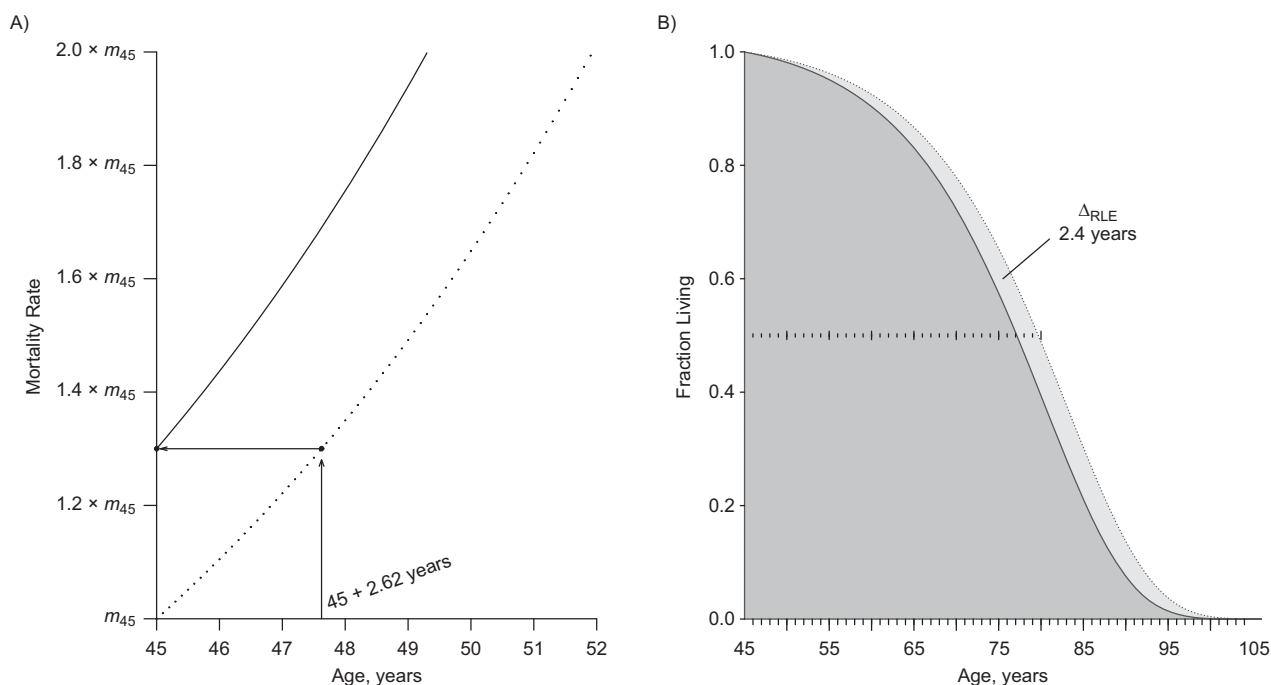 A)
Mortality Rate
2.0 × m45
1.8 × m45
1.6 × m45
1.4 × m45
1.2 × m45
m45
45 + 2.62 years
45 46 47 48 49 50 51 52
Age, years
B)
Fraction Living
1.0
0.8
0.6
0.4
0.2
0.0
ΔRLE
2.4 years
45 55 65 75 85 95 105
Age, years